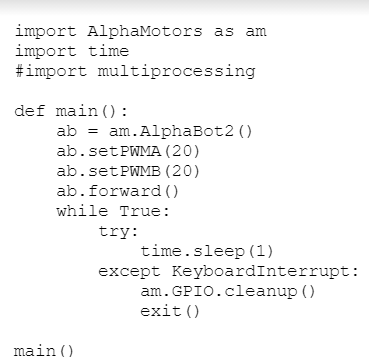 import AlphaMotors as am
import time
#import multiprocessing

def main():
    ab = am.AlphaBot2()
    ab.setPWMA(20)
    ab.setPWMB(20)
    ab.forward()
    while True:
        try:
            time.sleep(1)
        except KeyboardInterrupt:
            am.GPIO.cleanup()
            exit()

main()